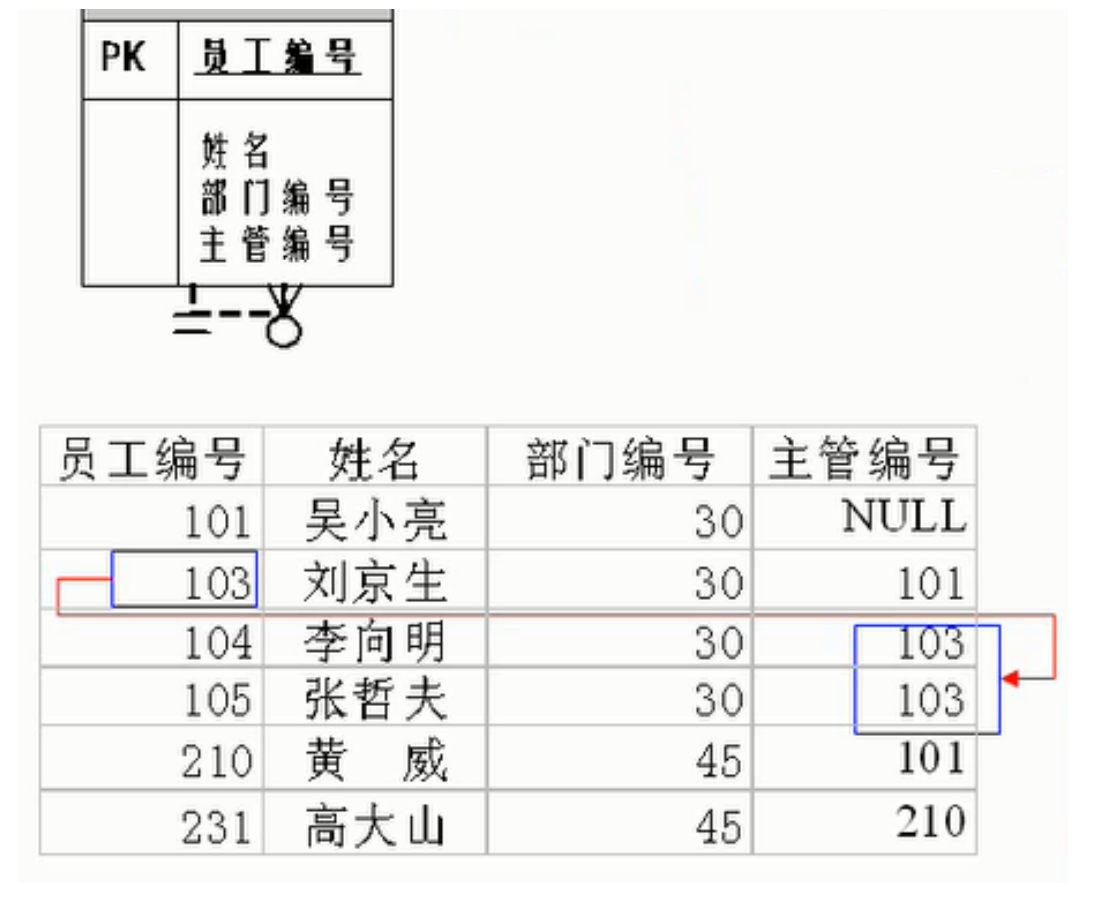 PK 员工编号
姓名
部门编号
主管编号
员工编号 姓名 部门编号 主管编号
101 吴小亮 30 NULL
103 刘京生 30 101
104 李向明 30 103
105 张哲夫 30 103
210 黄 威 45 101
231 高大山 45 210